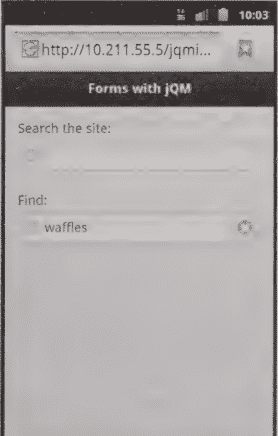 10:03
http://10.211.55.5/jqmi...
Forms with jQM
Search the site:
Find:
waffles